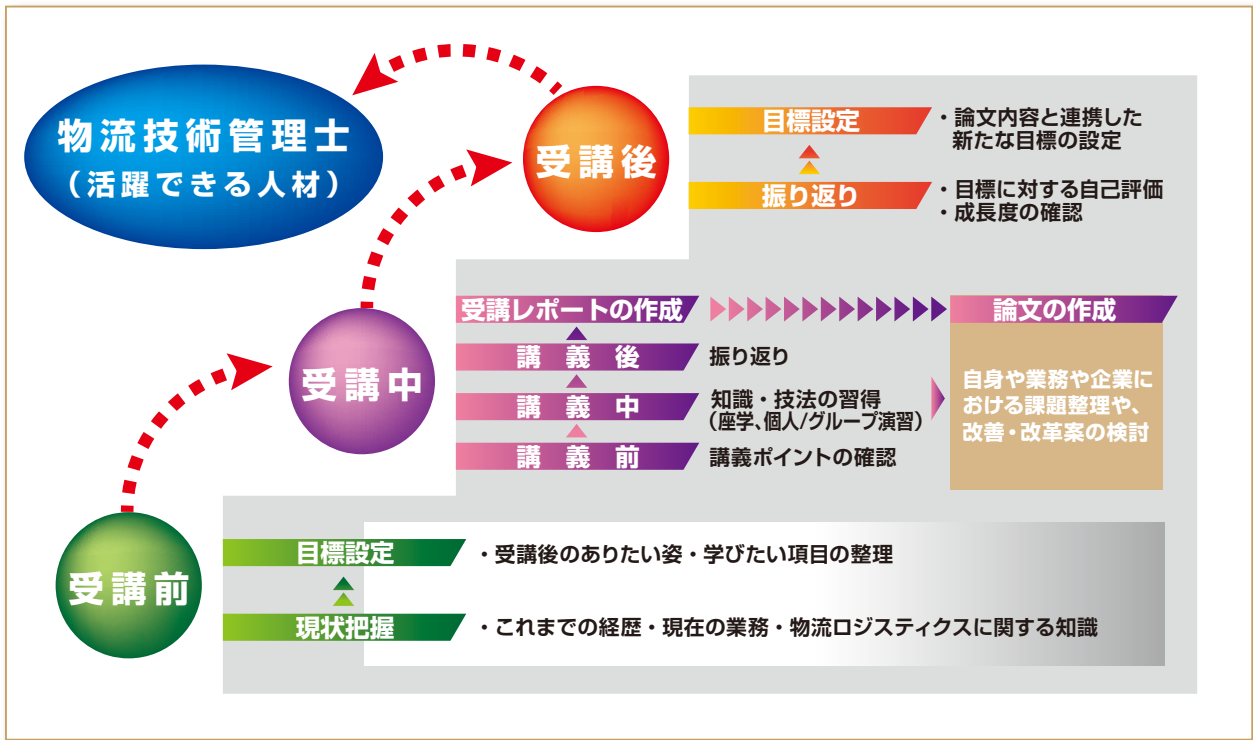 物流技術管理士
（活躍できる人材）
受講後
目標設定
・論文内容と連携した
新たな目標の設定
振り返り
・目標に対する自己評価
・成長度の確認
受講中
受講レポートの作成
論文の作成
講義後
振り返り
講義中
知識・技法の習得
（座学、個人/グループ演習）
講義前
講義ポイントの確認
自身や業務や企業に
おける課題整理や、
改善・改革案の検討
受講前
目標設定
・受講後のありたい姿・学びたい項目の整理
現状把握
・これまでの経歴・現在の業務・物流ロジスティクスに関する知識